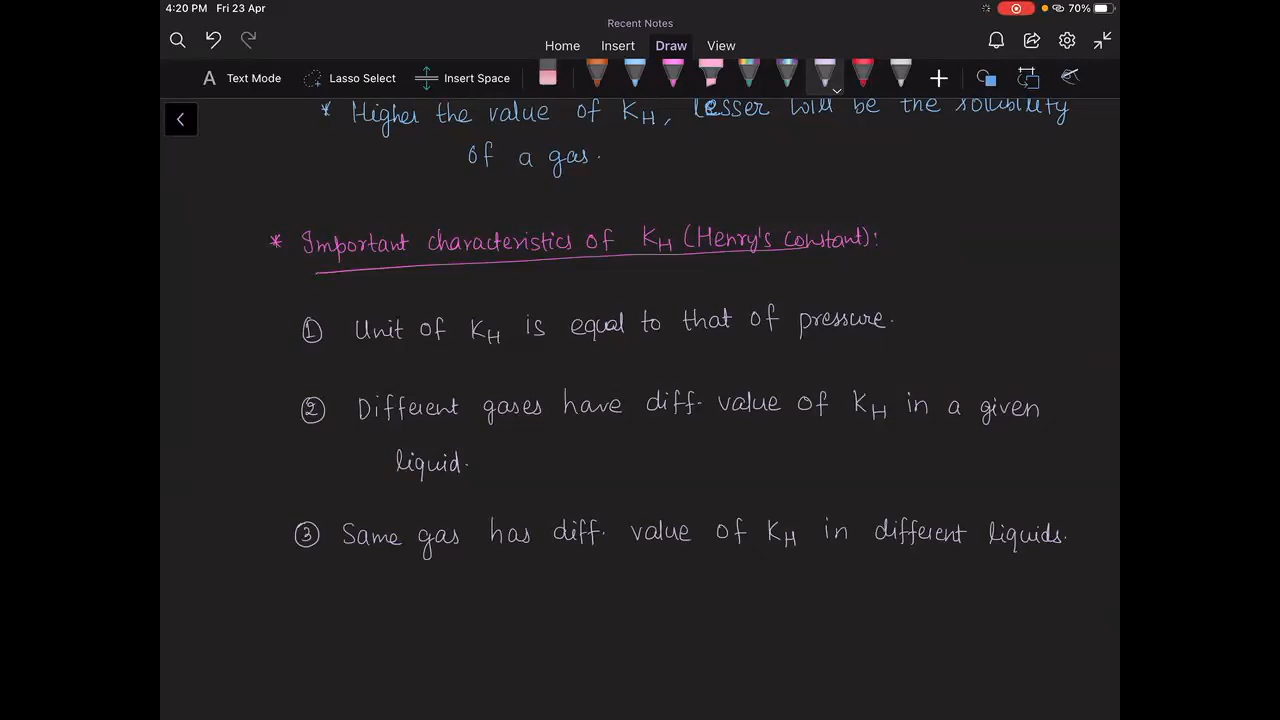 4:20 PM Fri 23 Apr
70%
Recent Notes
Home Insert Draw View
A Text Mode Lasso Select Insert Space
* Higher the value of KH, lesser will be the solubility
of a gas.
* Important characteristics of KH (Henry's constant):
① Unit of KH is equal to that of pressure.
② Different gases have diff. value of KH in a given
liquid.
③ Same gas has diff. value of KH in different liquids.